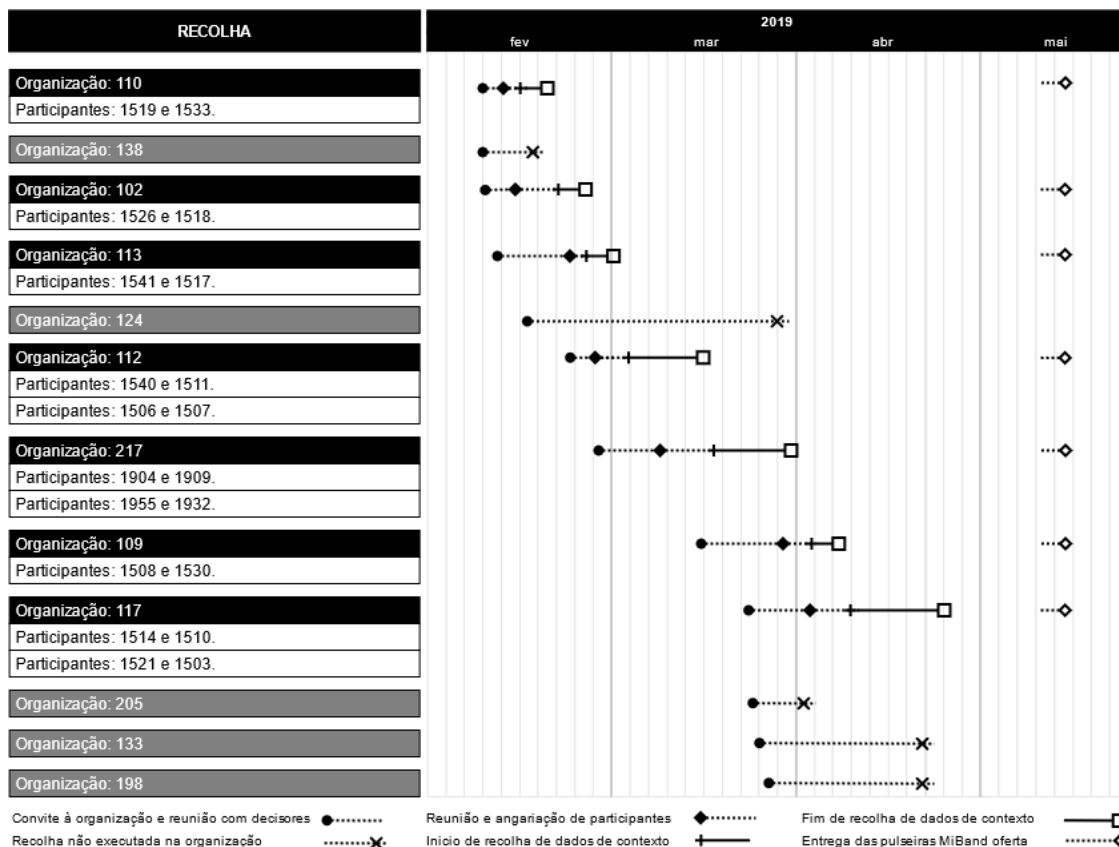 RECOLHA
2019
fev mar abr mai
Organização: 110
Participantes: 1519 e 1533.
Organização: 138
Organização: 102
Participantes: 1526 e 1518.
Organização: 113
Participantes: 1541 e 1517.
Organização: 124
Organização: 112
Participantes: 1540 e 1511.
Participantes: 1506 e 1507.
Organização: 217
Participantes: 1904 e 1909.
Participantes: 1955 e 1932.
Organização: 109
Participantes: 1508 e 1530.
Organização: 117
Participantes: 1514 e 1510.
Participantes: 1521 e 1503.
Organização: 205
Organização: 133
Organização: 198
Convite à organização e reunião com decisores
Reunião e angariação de participantes
Fim de recolha de dados de contexto
Recolha não executada na organização
Inicio de recolha de dados de contexto
Entrega das pulseiras MiBand oferta